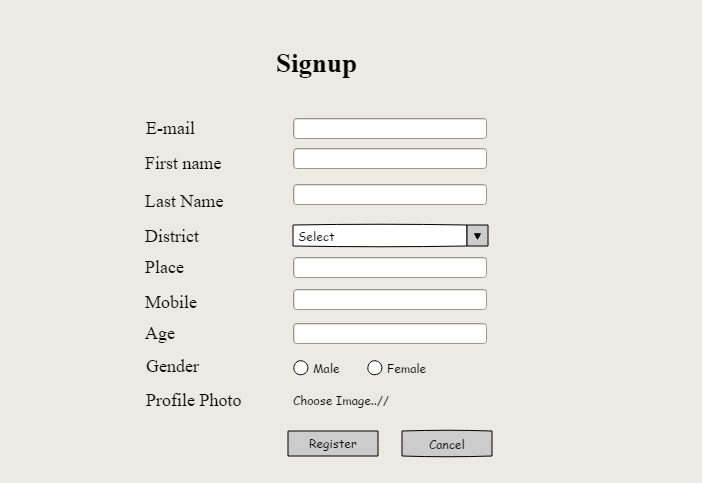 Signup
E-mail
First name
Last Name
District Select
Place
Mobile
Age
Gender Male Female
Profile Photo Choose Image..//
Register Cancel